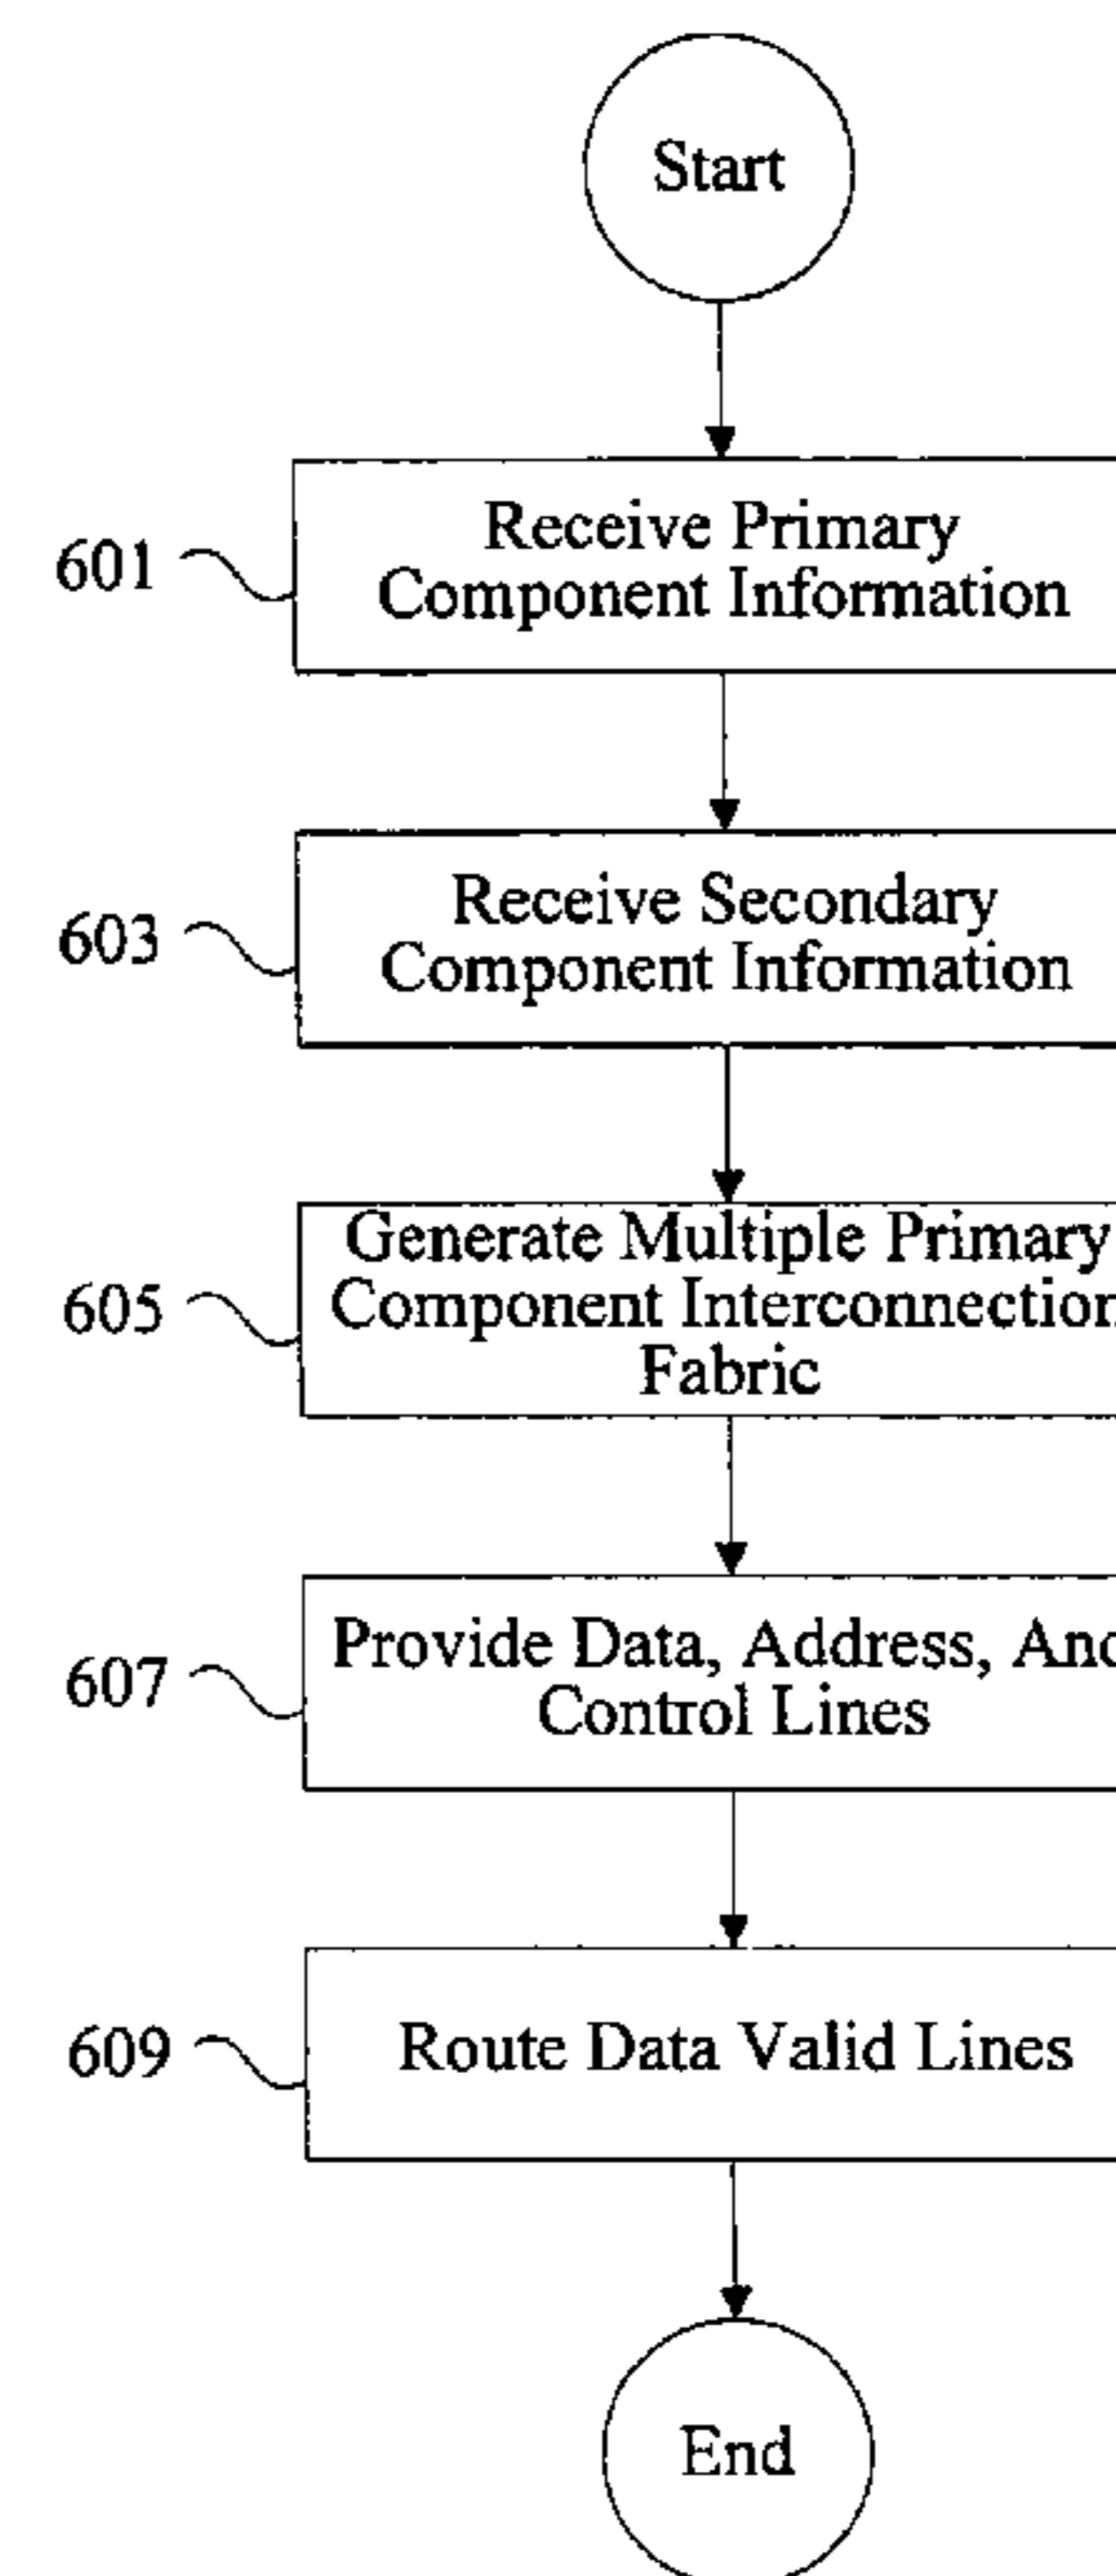 Start
601
Receive Primary
Component Information
603
Receive Secondary
Component Information
605
Generate Multiple Primary
Component Interconnection
Fabric
607
Provide Data, Address, And
Control Lines
609
Route Data Valid Lines
End